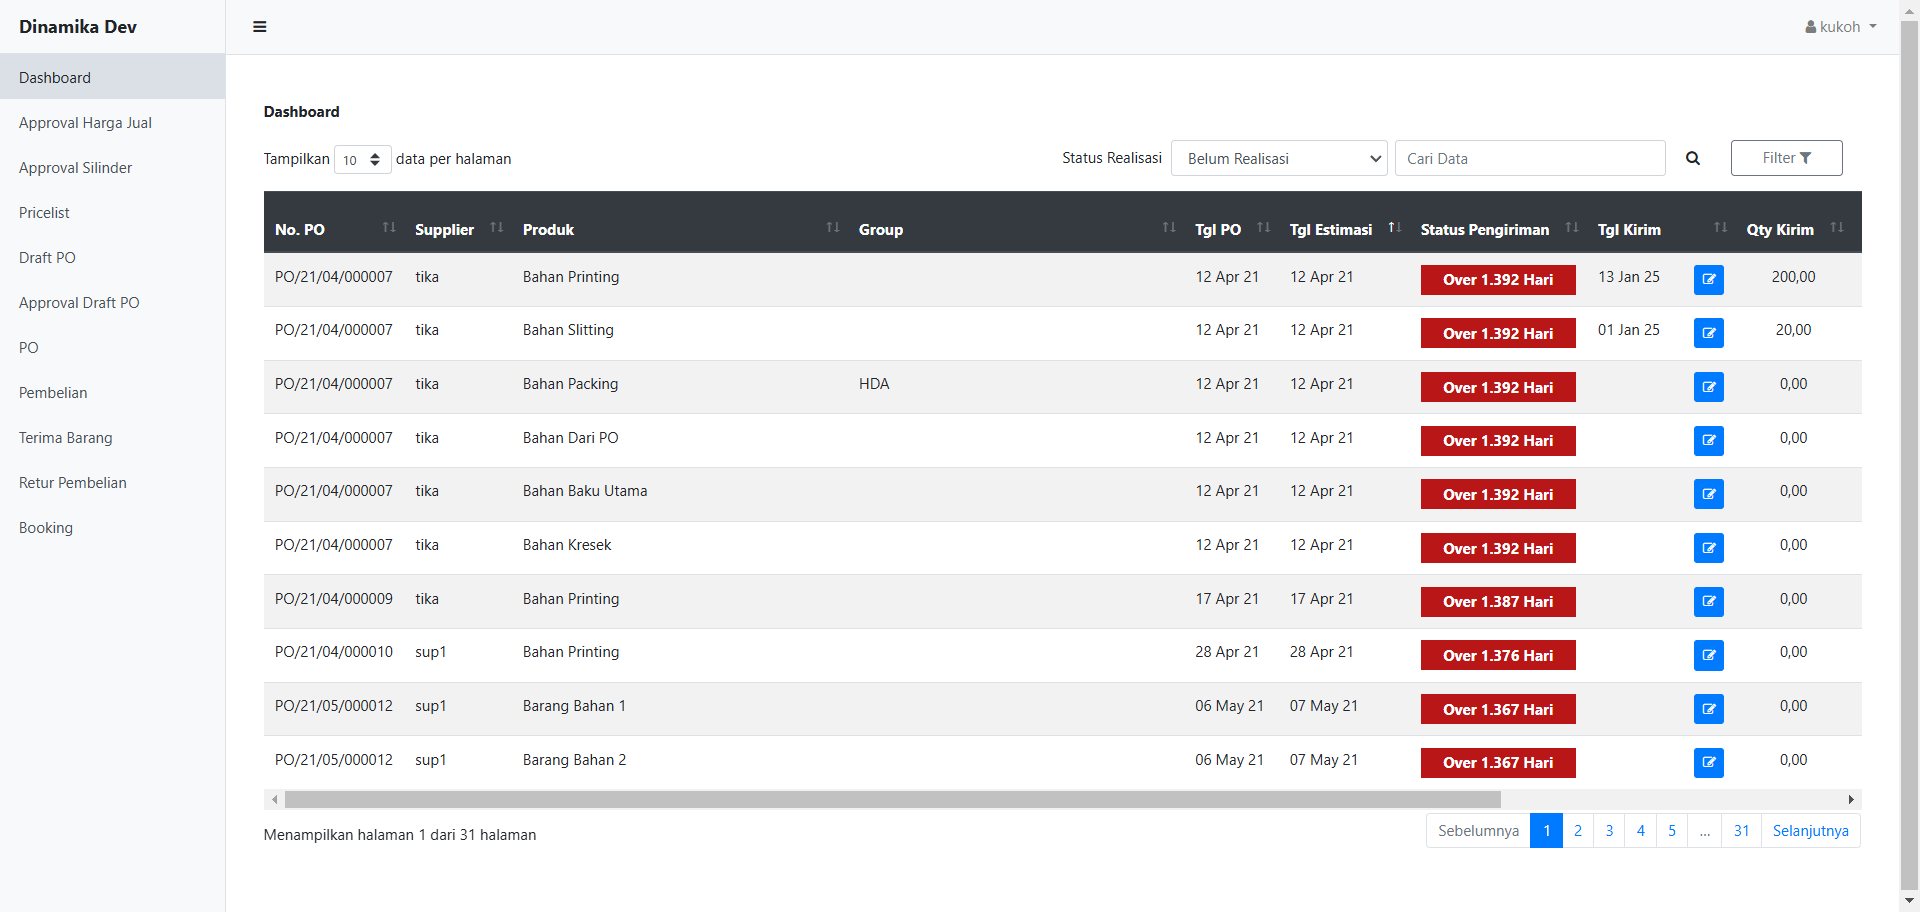 Dinamika Dev
kukoh
Dashboard
Approval Harga Jual
Approval Silinder
Pricelist
Draft PO
Approval Draft PO
PO
Pembelian
Terima Barang
Retur Pembelian
Booking
Dashboard
Tampilkan 10 data per halaman
Status Realisasi Belum Realisasi Cari Data Filter
No. PO Supplier Produk Group Tgl PO Tgl Estimasi Status Pengiriman Tgl Kirim Qty Kirim
PO/21/04/000007 tika Bahan Printing 12 Apr 21 12 Apr 21 Over 1.392 Hari 13 Jan 25 200,00
PO/21/04/000007 tika Bahan Slitting 12 Apr 21 12 Apr 21 Over 1.392 Hari 01 Jan 25 20,00
PO/21/04/000007 tika Bahan Packing HDA 12 Apr 21 12 Apr 21 Over 1.392 Hari 0,00
PO/21/04/000007 tika Bahan Dari PO 12 Apr 21 12 Apr 21 Over 1.392 Hari 0,00
PO/21/04/000007 tika Bahan Baku Utama 12 Apr 21 12 Apr 21 Over 1.392 Hari 0,00
PO/21/04/000007 tika Bahan Kresek 12 Apr 21 12 Apr 21 Over 1.392 Hari 0,00
PO/21/04/000009 tika Bahan Printing 17 Apr 21 17 Apr 21 Over 1.387 Hari 0,00
PO/21/04/000010 sup1 Bahan Printing 28 Apr 21 28 Apr 21 Over 1.376 Hari 0,00
PO/21/05/000012 sup1 Barang Bahan 1 06 May 21 07 May 21 Over 1.367 Hari 0,00
PO/21/05/000012 sup1 Barang Bahan 2 06 May 21 07 May 21 Over 1.367 Hari 0,00
Menampilkan halaman 1 dari 31 halaman
Sebelumnya 1 2 3 4 5 ... 31 Selanjutnya